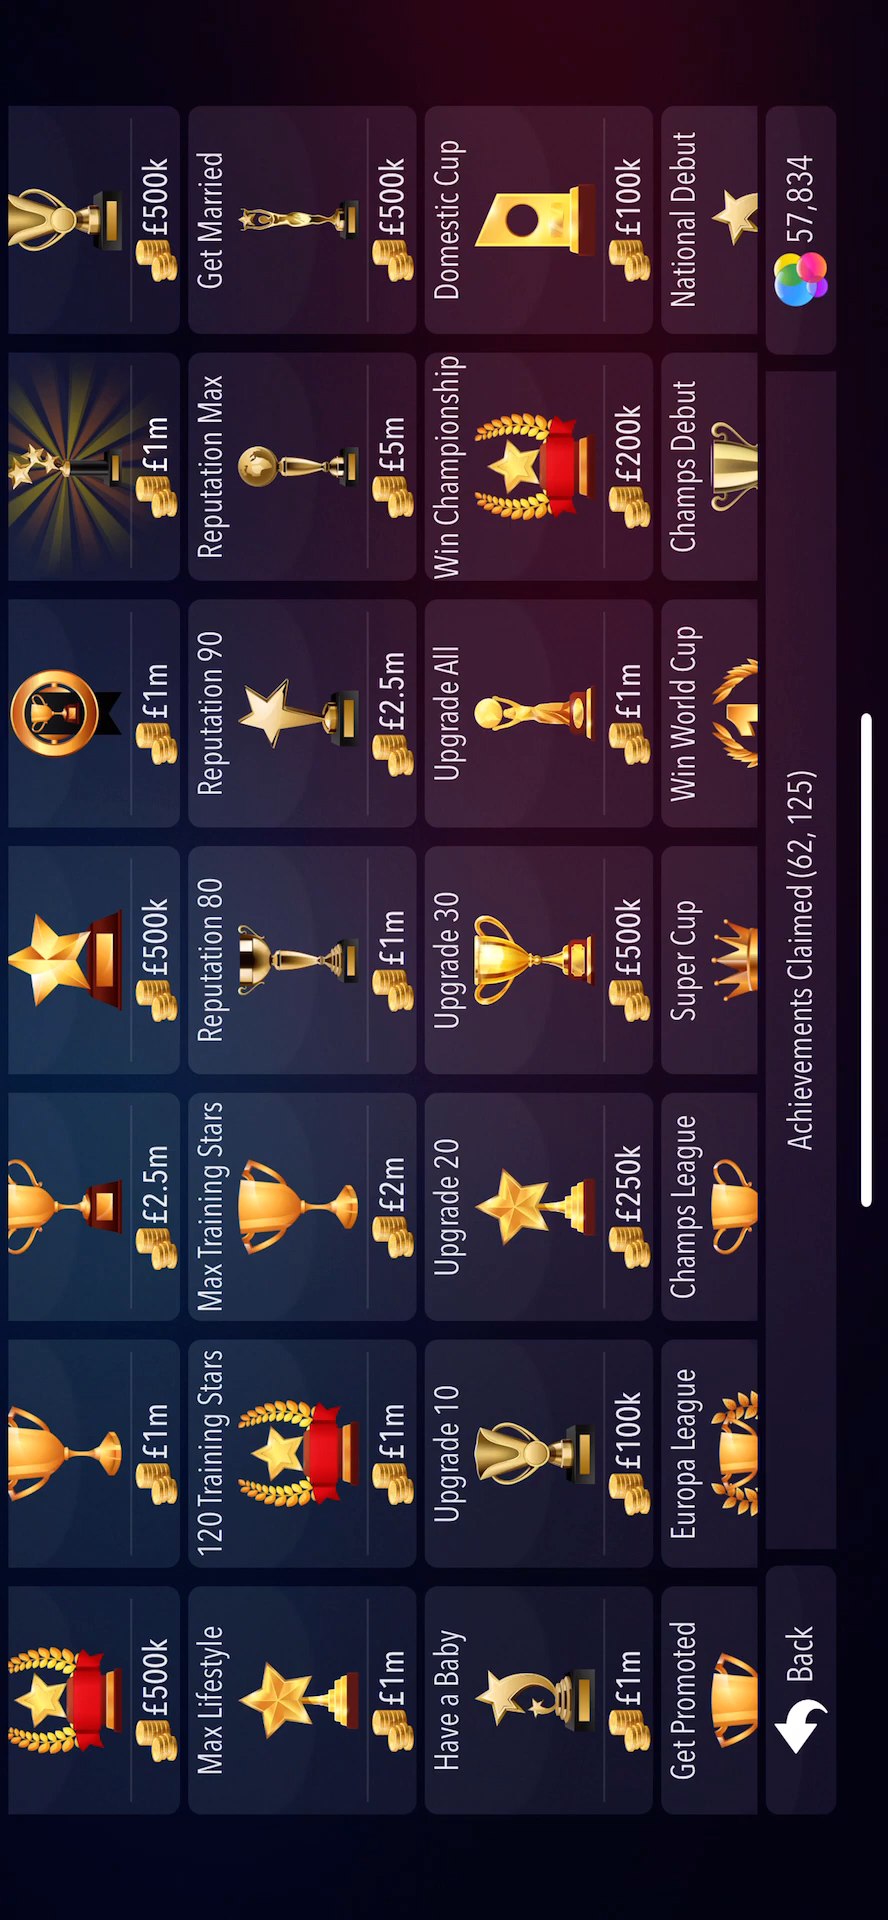 £500k
£1m
£2.5m
£500k
£1m
£1m
£500k
Max Lifestyle
£1m
120 Training Stars
£1m
Max Training Stars
£2m
Reputation 80
£1m
Reputation 90
£2.5m
Reputation Max
£5m
Get Married
£500k
Have a Baby
£1m
Upgrade 10
£100k
Upgrade 20
£250k
Upgrade 30
£500k
Upgrade All
£1m
Win Championship
£200k
Domestic Cup
£100k
Get Promoted
Europa League
Champs League
Super Cup
Win World Cup
Champs Debut
National Debut
Back
Achievements Claimed (62, 125)
57,834